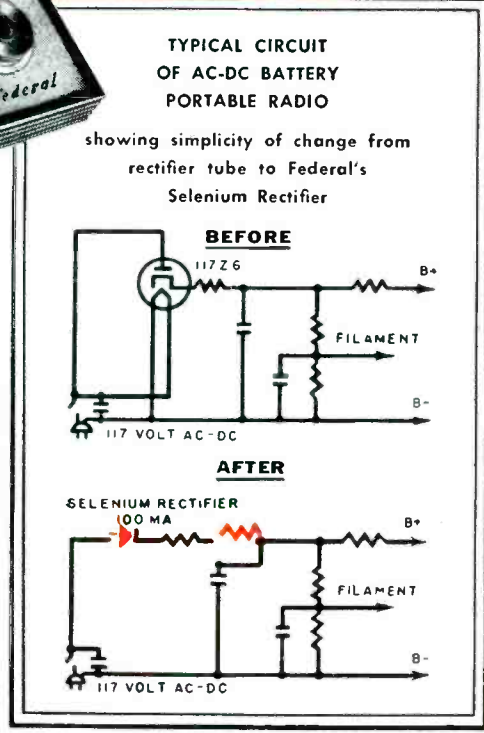 Federal
TYPICAL CIRCUIT
OF AC-DC BATTERY
PORTABLE RADIO
showing simplicity of change from
rectifier tube to Federal's
Selenium Rectifier
BEFORE
117Z6
B+
FILAMENT
B-
117 VOLT AC-DC
AFTER
SELENIUM RECTIFIER
100 MA
B+
FILAMENT
B-
117 VOLT AC-DC